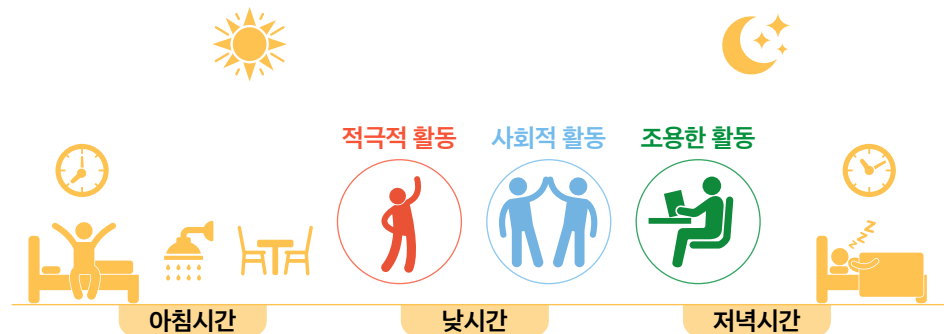 적극적 활동
사회적 활동
조용한 활동
아침시간
낮시간
저녁시간